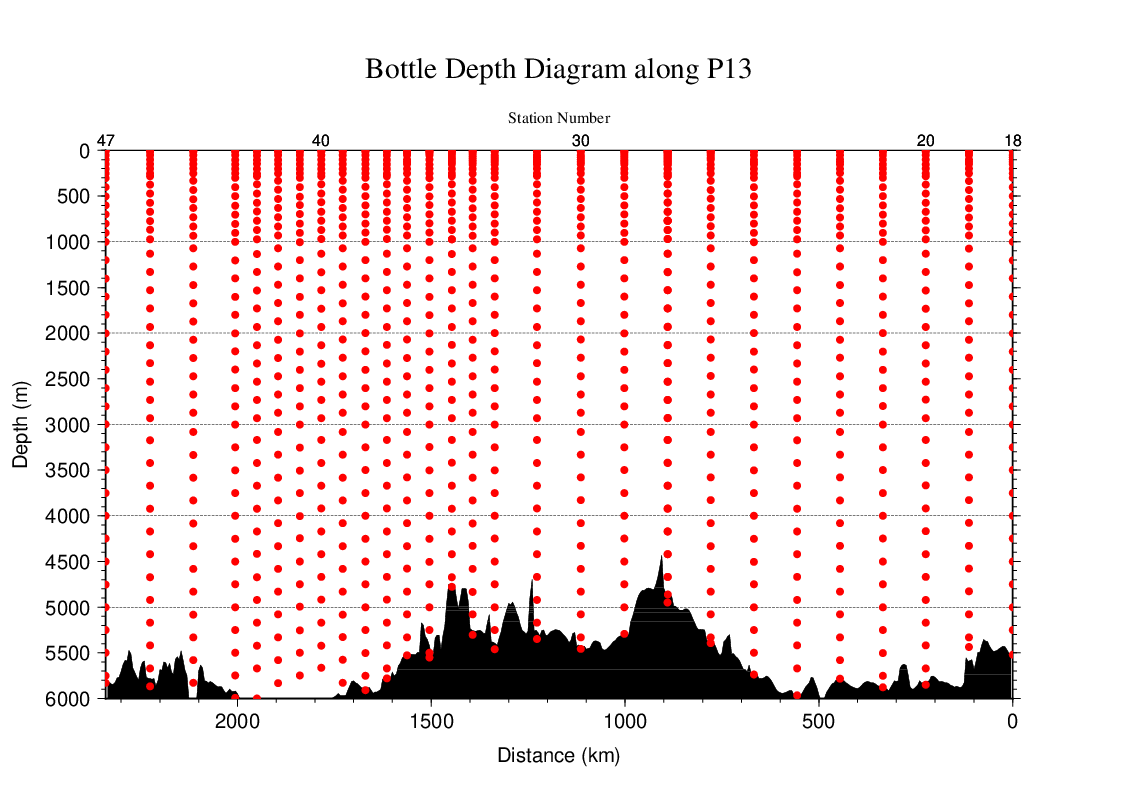 Bottle Depth Diagram along P13
Station Number
47 40 30 20 18
0
500
1000
1500
2000
2500
3000
3500
4000
4500
5000
5500
6000
Depth (m)
2000 1500 1000 500 0
Distance (km)